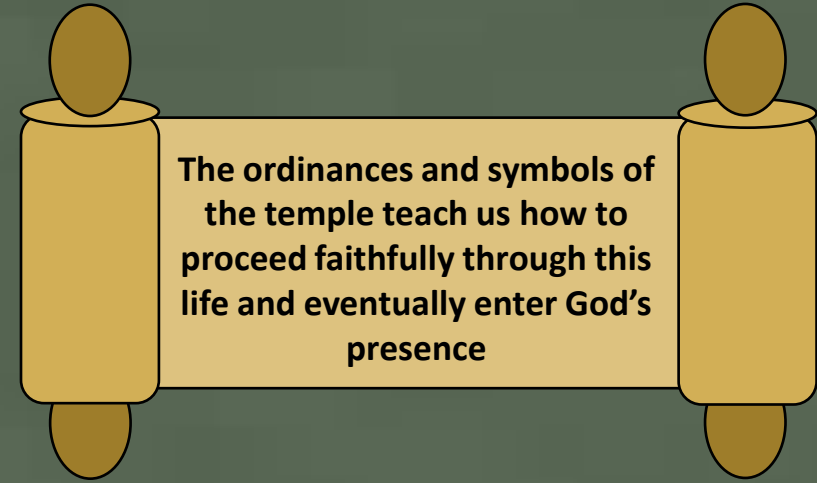 The ordinances and symbols of
the temple teach us how to
proceed faithfully through this
life and eventually enter God’s
presence